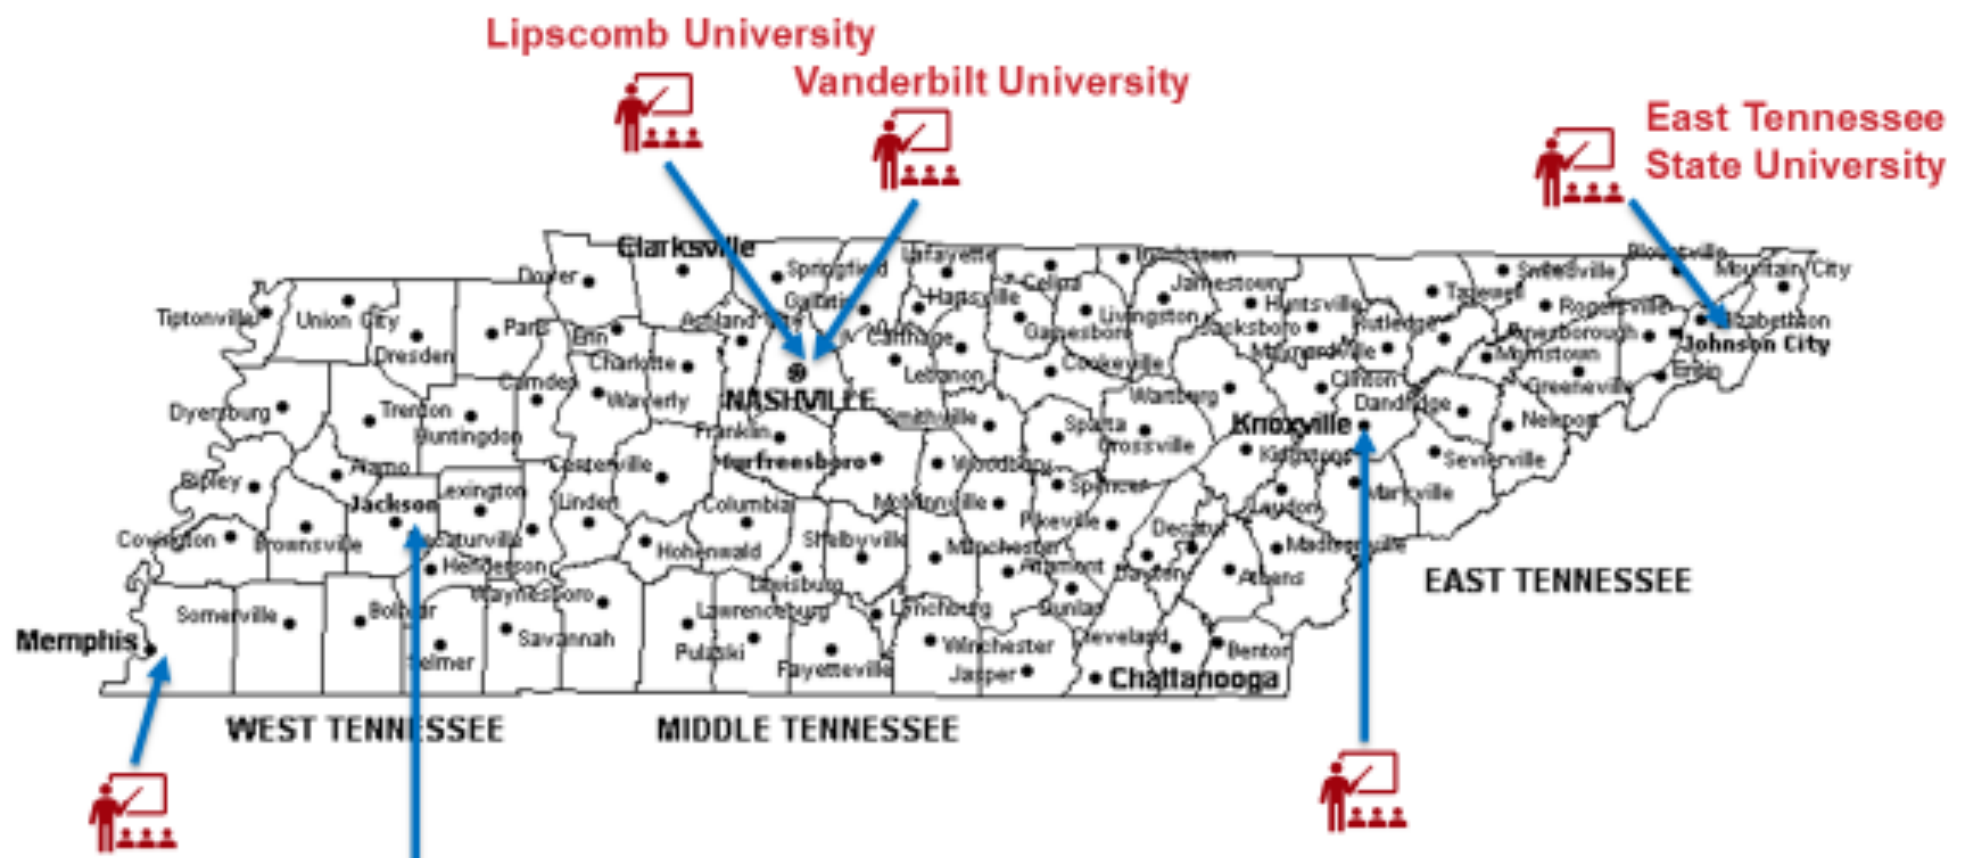 Lipscomb University
Vanderbilt University
East Tennessee
State University
Clarksville
Dover
Springfield
Lafayette
Celina
Jamestown
Mountain City
Tiptonville
Union City
Paris
Erin
Hartsville
Livingston
Huntsville
Tazewell
Rogersville
Gainesboro
Jacksboro
Rutledge
Dresden
Charlotte
Carthage
Maynardville
Morristown
Johnson City
Camden
Lebanon
Cookeville
Clinton
Greeneville
Erwin
Dyersburg
Trenton
Waverly
NASHVILLE
Smithville
Wartburg
Dandridge
Newport
Huntingdon
Franklin
Sparta
Crossville
Knoxville
Kingston
Alamo
Centerville
Murfreesboro
Woodbury
Sevierville
Ripley
Lexington
Spencer
Maryville
Jackson
Linden
Columbia
McMinnville
Pikeville
Decatur
Loudon
Covington
Brownsville
Hohenwald
Shelbyville
Manchester
Madisonville
Henderson
Lewisburg
Altamont
Dayton
Athens
EAST TENNESSEE
Somerville
Bolivar
Waynesboro
Lawrenceburg
Lynchburg
Dunlap
Memphis
Selmer
Savannah
Pulaski
Fayetteville
Winchester
Cleveland
Benton
Jasper
Chattanooga
WEST TENNESSEE
MIDDLE TENNESSEE